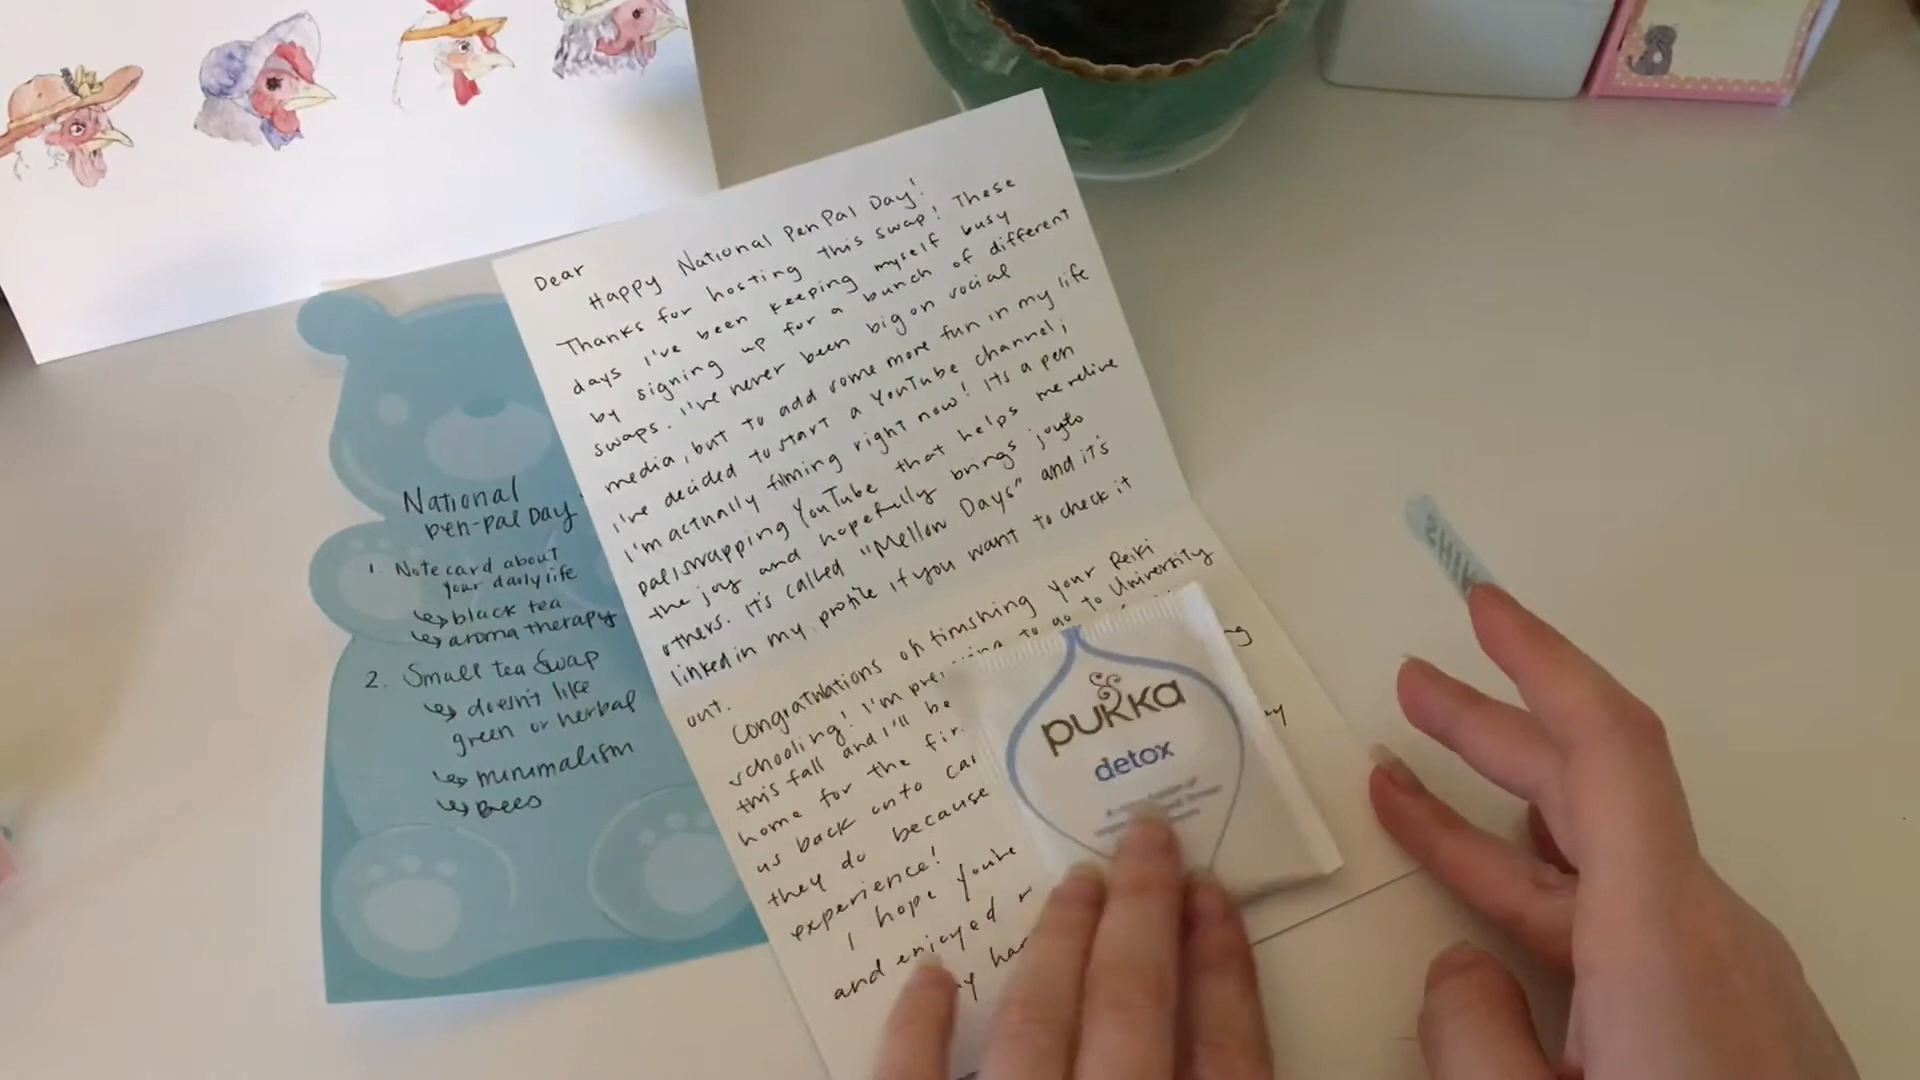 Dear
Happy National Pen Pal Day!
Thanks for hosting this swap! These
days I've been keeping myself busy
by signing up for a bunch of different
swaps. I've never been big on social
media, but to add some more fun in my life
I've decided to start a YouTube channel;
I'm actually filming right now! Its a pen
pal/swapping YouTube that helps me relive
the joy and hopefully brings joy to
others. It's called "Mellow Days" and it's
linked in my profile if you want to check it
out.
Congratulations on finishing your Reiki
schooling! I'm to go to University
this fall and I'll be
home for the
us back onto
they do because
experience!
I hope you're
and enjoyed
National
pen-pal Day
1. Note card about
your daily life
↳ black tea
↳ aroma therapy
2. Small tea swap
↳ doesn't like
green or herbal
↳ minimalism
↳ Bees
pukka
detox